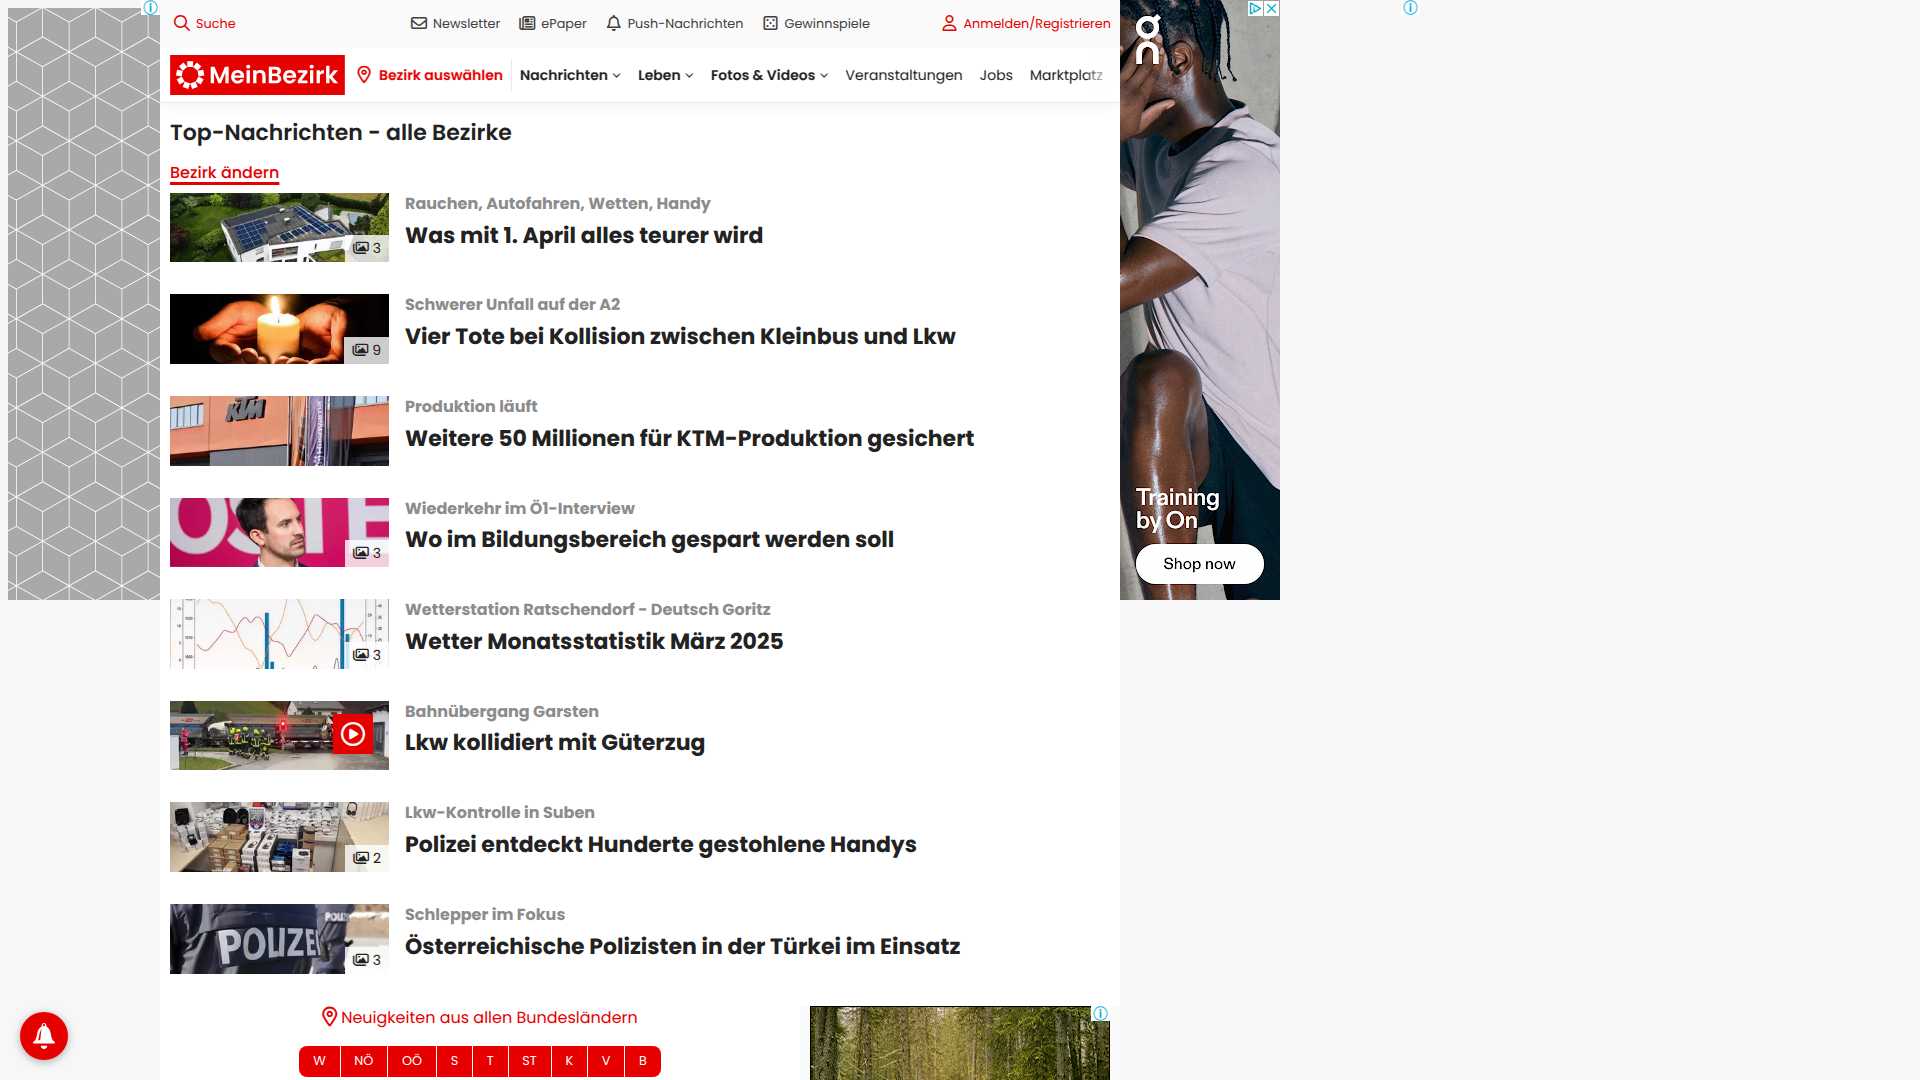 Suche
Newsletter
ePaper
Push-Nachrichten
Gewinnspiele
Anmelden/Registrieren
MeinBezirk
Bezirk auswählen
Nachrichten
Leben
Fotos & Videos
Veranstaltungen
Jobs
Marktplatz
Top-Nachrichten - alle Bezirke
Bezirk ändern
3
Rauchen, Autofahren, Wetten, Handy
Was mit 1. April alles teurer wird
9
Schwerer Unfall auf der A2
Vier Tote bei Kollision zwischen Kleinbus und Lkw
KTM
Produktion läuft
Weitere 50 Millionen für KTM-Produktion gesichert
3
Wiederkehr im Ö1-Interview
Wo im Bildungsbereich gespart werden soll
3
Wetterstation Ratschendorf - Deutsch Goritz
Wetter Monatsstatistik März 2025
Bahnübergang Garsten
Lkw kollidiert mit Güterzug
2
Lkw-Kontrolle in Suben
Polizei entdeckt Hunderte gestohlene Handys
POLIZEI
3
Schlepper im Fokus
Österreichische Polizisten in der Türkei im Einsatz
Neuigkeiten aus allen Bundesländern
W
NÖ
OÖ
S
T
ST
K
V
B
on
Training
by On
Shop now